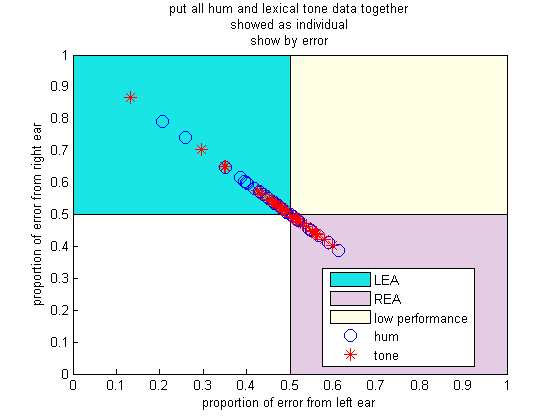 put all hum and lexical tone data together
showed as individual
show by error
1
0.9
0.8
0.7
0.6
0.5
0.4
0.3
0.2
0.1
0
proportion of error from right ear
LEA
REA
low performance
hum
tone
0 0.1 0.2 0.3 0.4 0.5 0.6 0.7 0.8 0.9 1
proportion of error from left ear